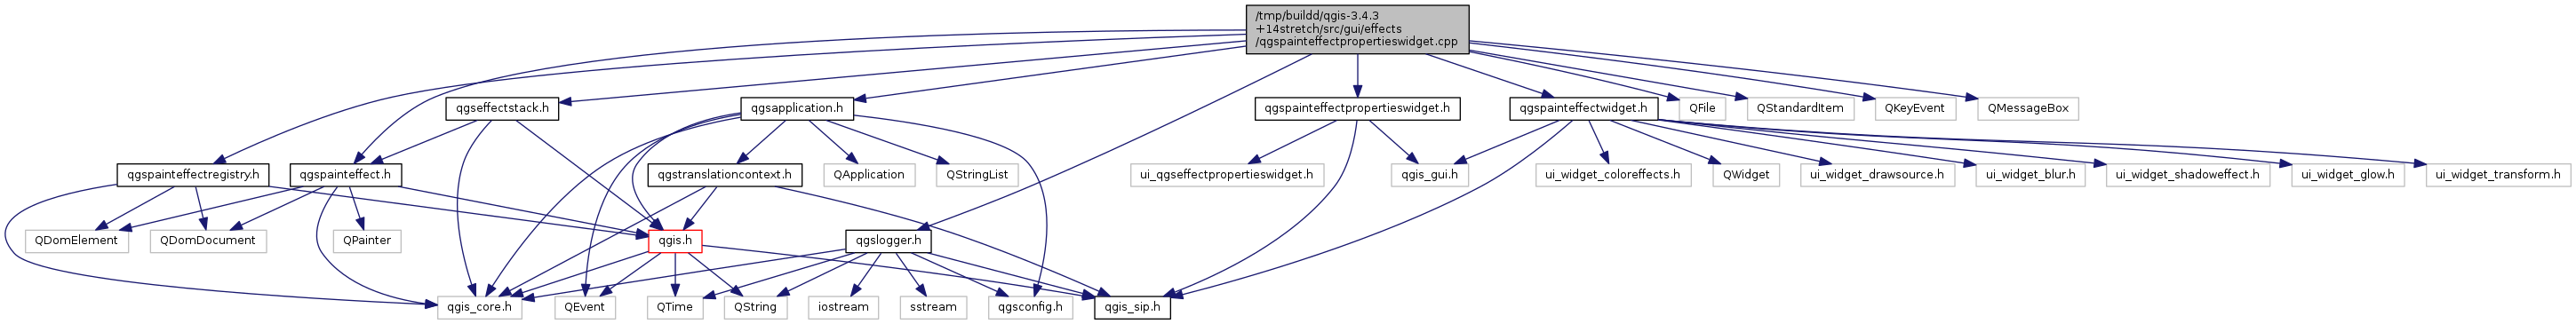 /tmp/buildd/qgis-3.4.3
+14stretch/src/gui/effects
/qgspainteffectpropertieswidget.cpp
qgseffectstack.h
qgsapplication.h
qgspainteffectpropertieswidget.h
qgspainteffectwidget.h
QFile
QStandardItem
QKeyEvent
QMessageBox
qgspainteffectregistry.h
qgspainteffect.h
qgstranslationcontext.h
QApplication
QStringList
ui_qgseffectpropertieswidget.h
qgis_gui.h
ui_widget_coloreffects.h
QWidget
ui_widget_drawsource.h
ui_widget_blur.h
ui_widget_shadoweffect.h
ui_widget_glow.h
ui_widget_transform.h
QDomElement
QDomDocument
QPainter
qgis.h
qgslogger.h
qgis_core.h
QEvent
QTime
QString
iostream
sstream
qgsconfig.h
qgis_sip.h